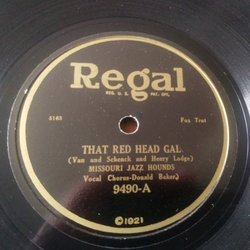 Regal
REG. U. S. PAT. OFF.
5163 Fox Trot
THAT RED HEAD GAL
(Van and Schenck and Henry Lodge)
MISSOURI JAZZ HOUNDS
Vocal Chorus-Donald Baker
9490-A
©1921